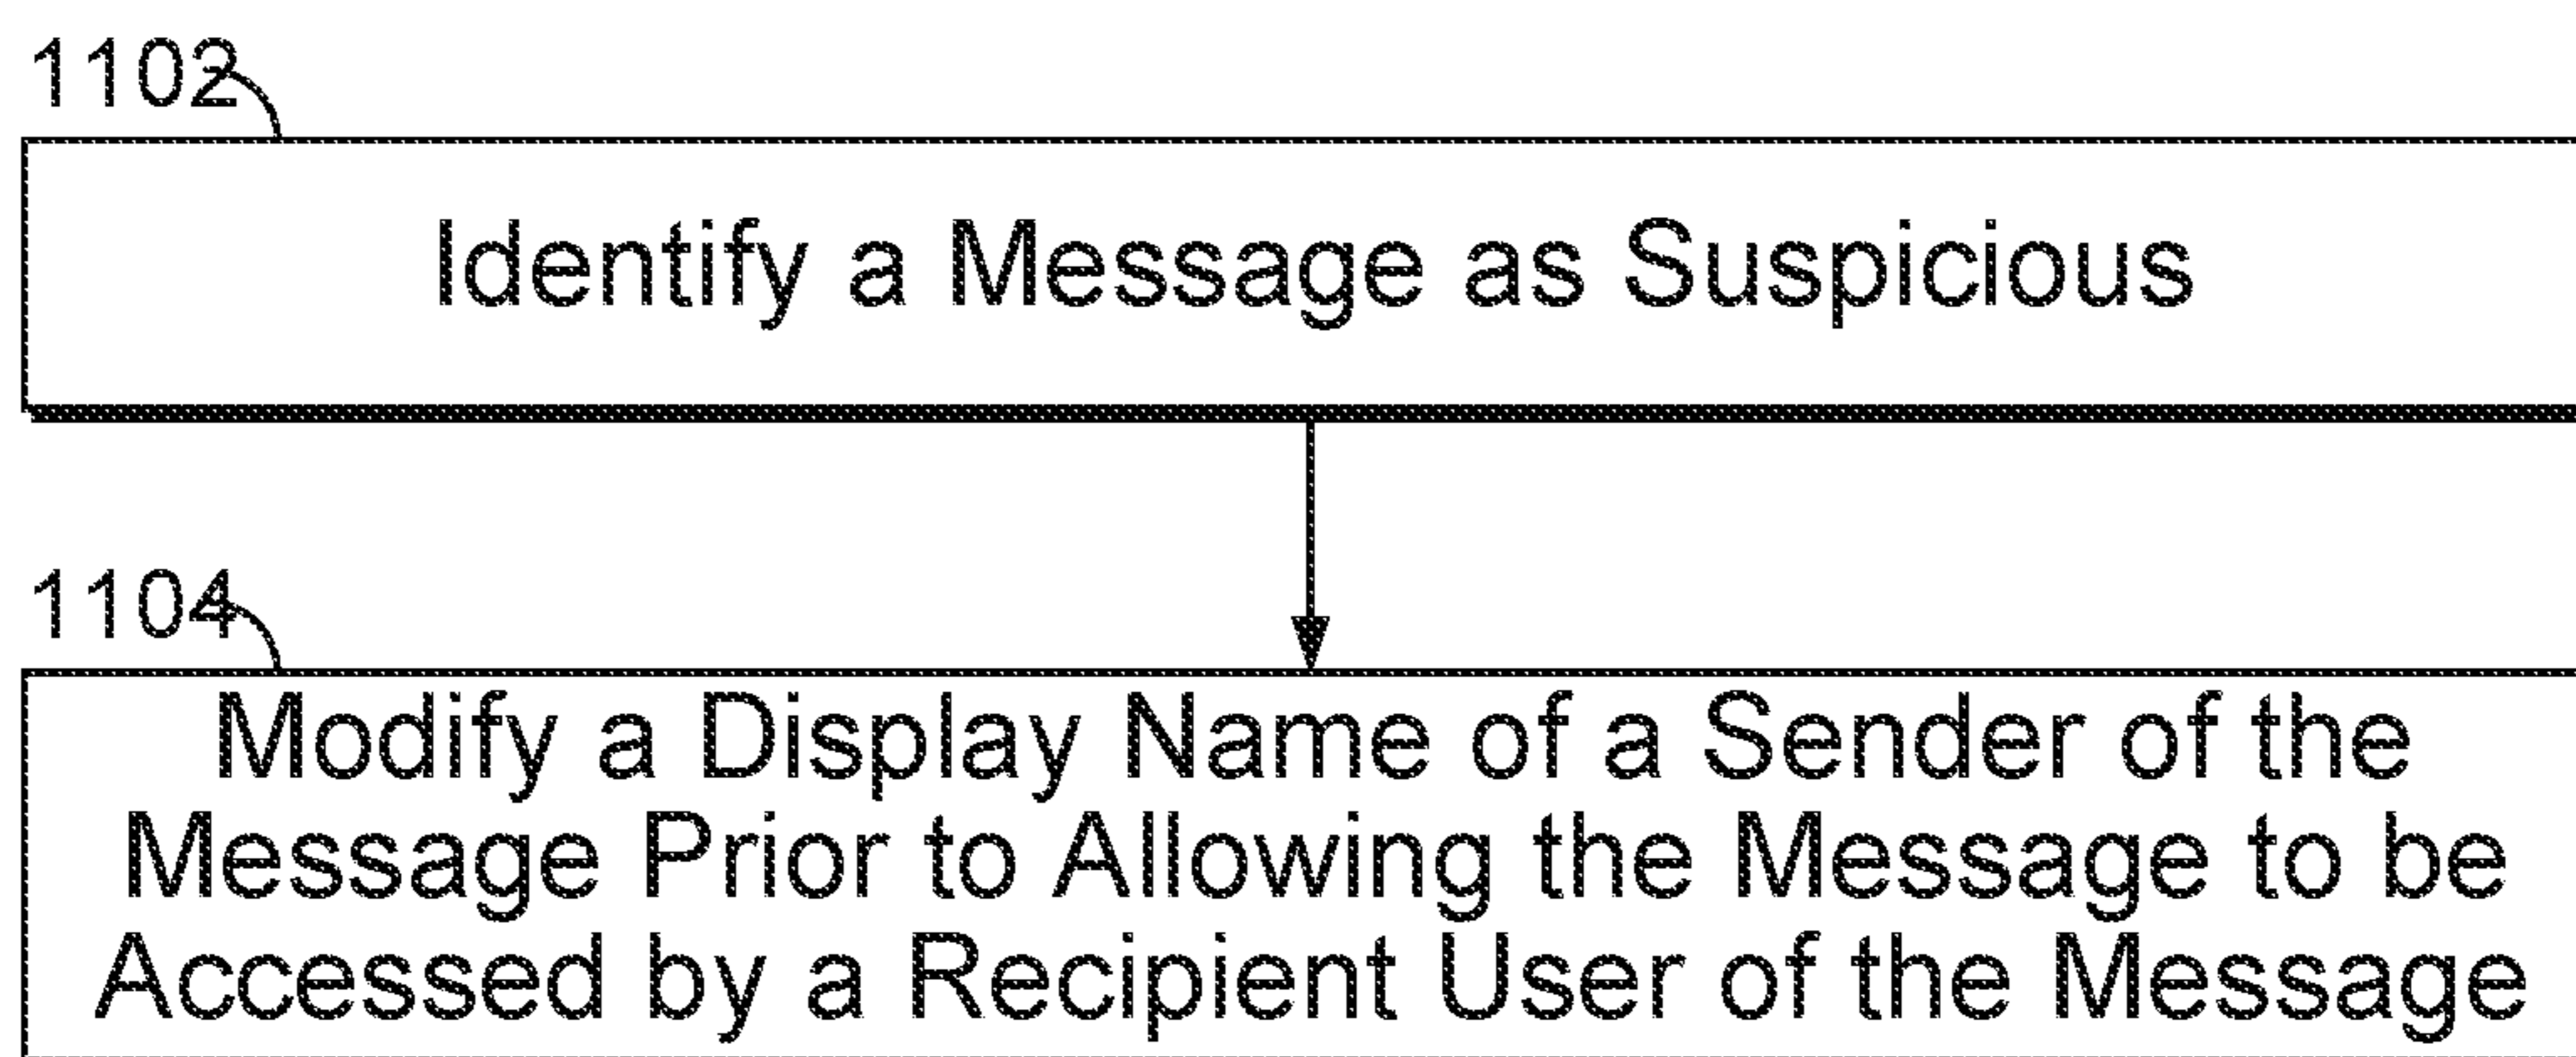 1102
Identify a Message as Suspicious
1104
Modify a Display Name of a Sender of the
Message Prior to Allowing the Message to be
Accessed by a Recipient User of the Message